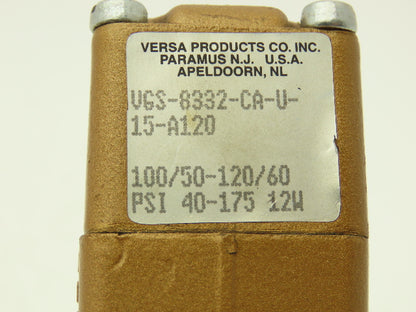 VERSA PRODUCTS CO. INC.
PARAMUS N.J. U.S.A.
APELDOORN, NL
VGS-8332-CA-U-
15-A120
100/50-120/60
PSI 40-175 12W